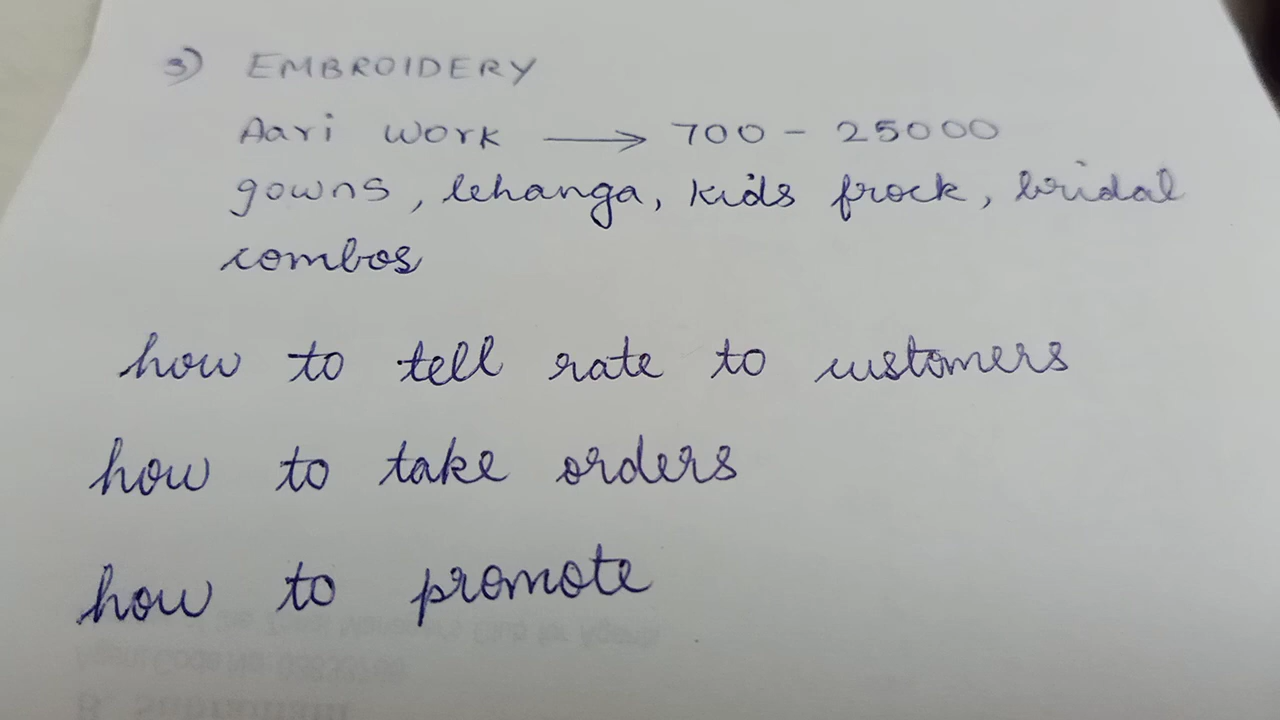 3) EMBROIDERY
Aari work → 700 - 25000
gowns, lehanga, kids frock, bridal
combos
how to tell rate to customers
how to take orders
how to promote